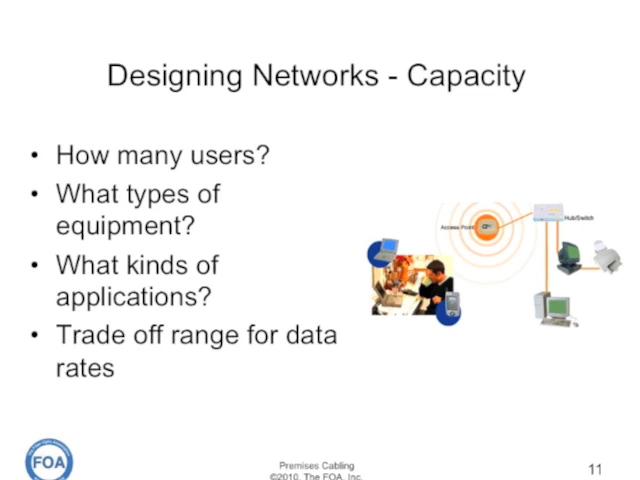 Designing Networks - Capacity
• How many users?
• What types of
equipment?
• What kinds of
applications?
• Trade off range for data
rates
Access Point
Hub/Switch
FOA
Premises Cabling
©2010, The FOA, Inc.
11